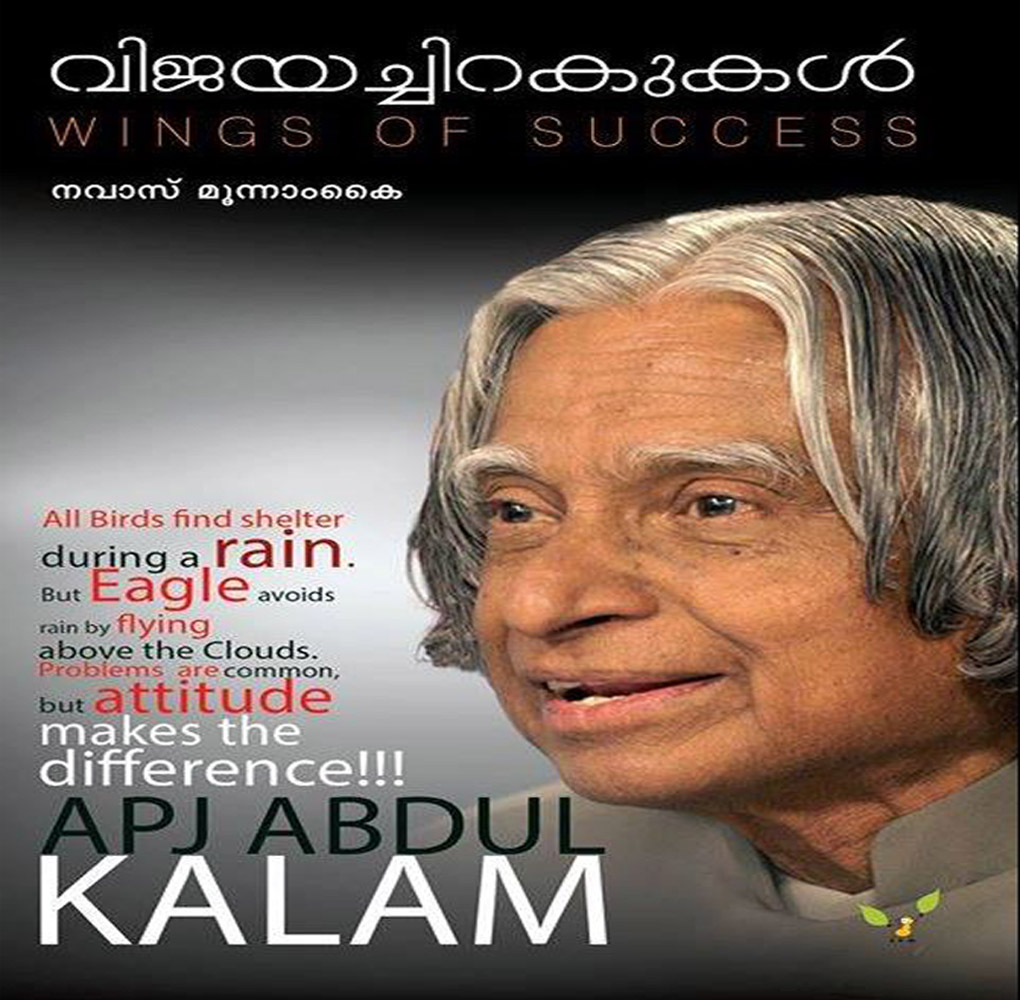 വിജയച്ചിറകുകൾ
WINGS OF SUCCESS
നവാസ് മൂന്നാംകൈ
All Birds find shelter
during a rain.
But Eagle avoids
rain by flying
above the Clouds.
Problems are common,
but attitude
makes the
difference!!!
APJ ABDUL
KALAM